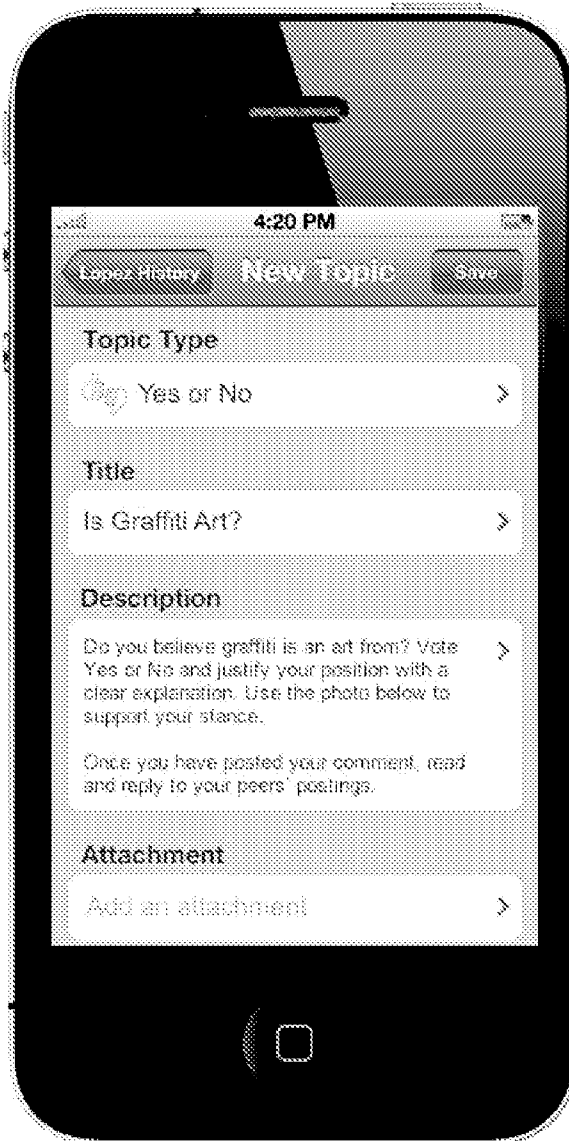 4:20 PM
Lopez History
New Topic
Save
Topic Type
Yes or No
Title
Is Graffiti Art?
Description
Do you believe graffiti is an art from? Vote
Yes or No and justify your position with a
clear explanation. Use the photo below to
support your stance.
Once you have posted your comment, read
and reply to your peers' postings.
Attachment
Add an attachment